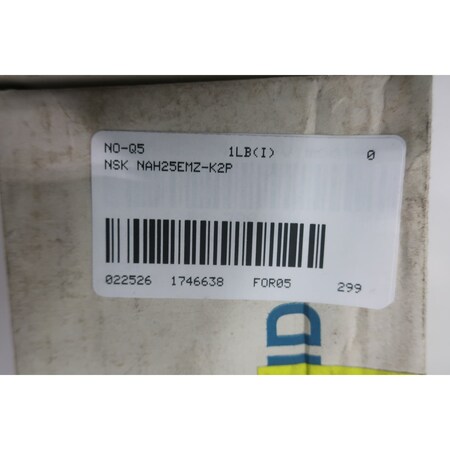 NO-Q5 1LB(I) 0
NSK NAH25EMZ-K2P
022526 1746638 FOR05 299